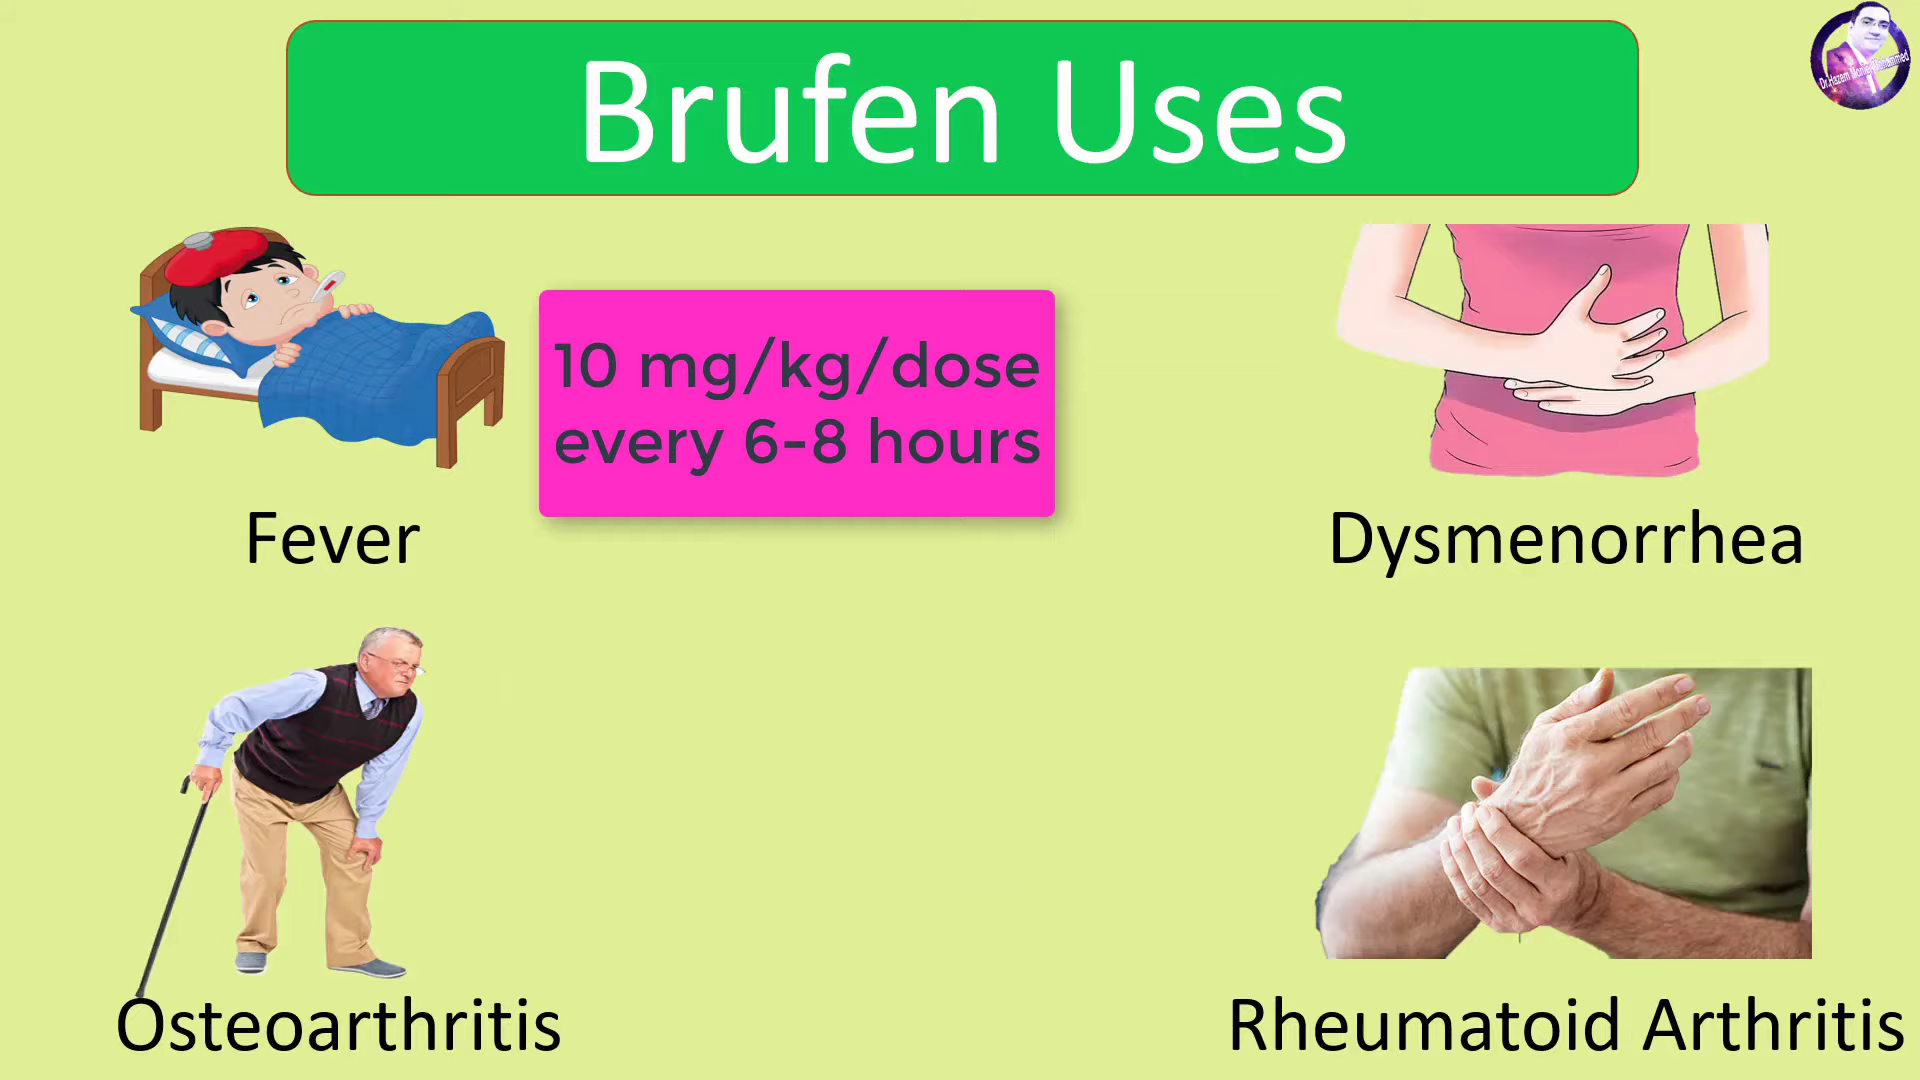 Brufen Uses
10 mg/kg/dose
every 6-8 hours
Fever
Dysmenorrhea
Osteoarthritis
Rheumatoid Arthritis